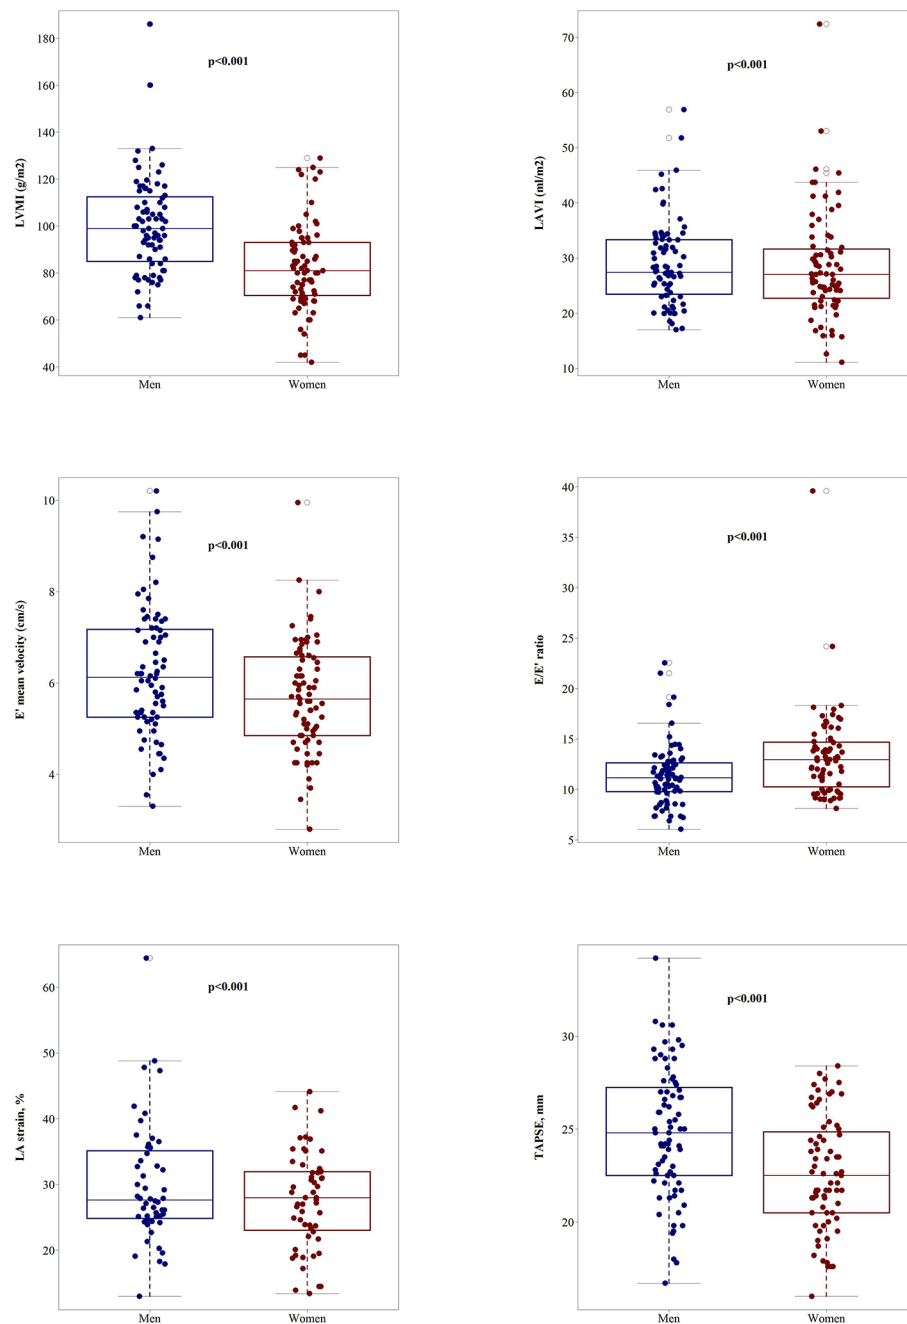 180
160
140
120
100
80
60
40
LVMI (g/m2)
p<0.001
Men
Women
70
60
50
40
30
20
10
LAVI (ml/m2)
p<0.001
Men
Women
10
8
6
4
E' mean velocity (cm/s)
p<0.001
Men
Women
40
35
30
25
20
15
10
5
E/E' ratio
p<0.001
Men
Women
60
50
40
30
20
LA strain, %
p<0.001
Men
Women
30
25
20
TAPSE, mm
p<0.001
Men
Women